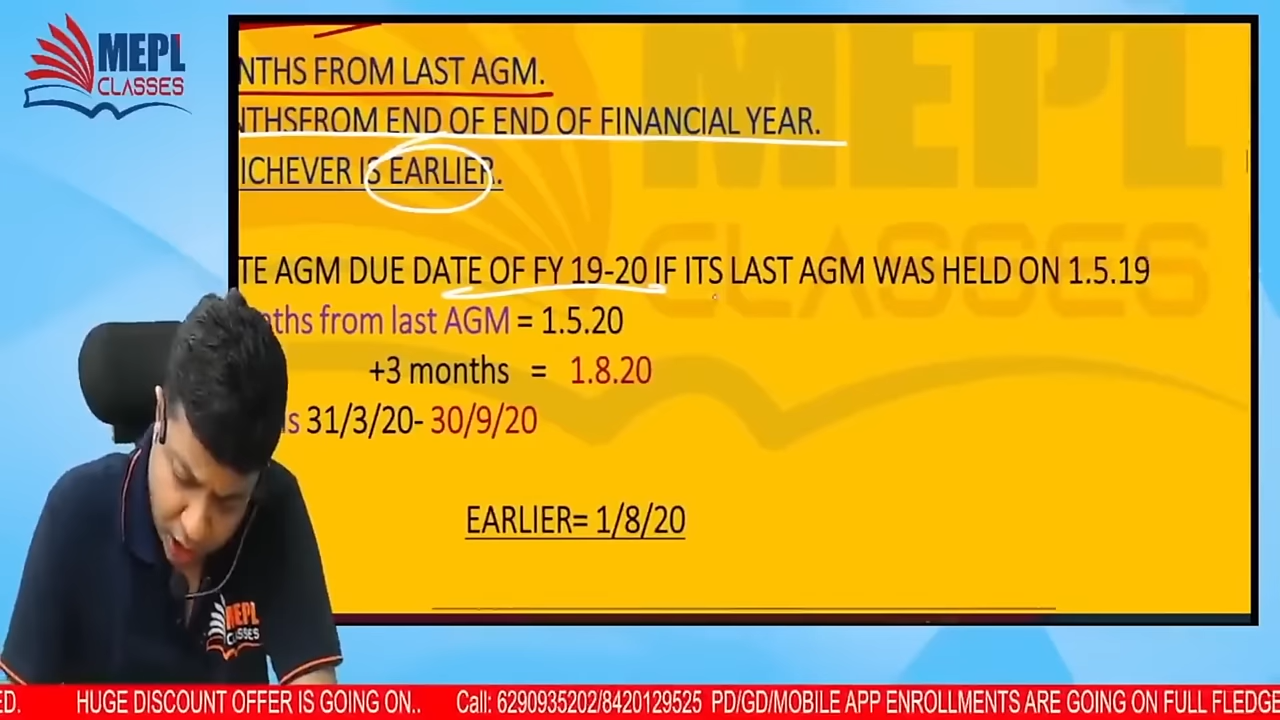 MEPL
CLASSES
NTHS FROM LAST AGM.
NTHSFROM END OF END OF FINANCIAL YEAR.
ICHEVER IS EARLIER.
TE AGM DUE DATE OF FY 19-20 IF ITS LAST AGM WAS HELD ON 1.5.19
ths from last AGM = 1.5.20
+3 months = 1.8.20
s 31/3/20- 30/9/20
EARLIER= 1/8/20
MEPL
CLASSES
MEPL
CLASSES
ED. HUGE DISCOUNT OFFER IS GOING ON.. Call: 6290935202/8420129525 PD/GD/MOBILE APP ENROLLMENTS ARE GOING ON FULL FLEDGE